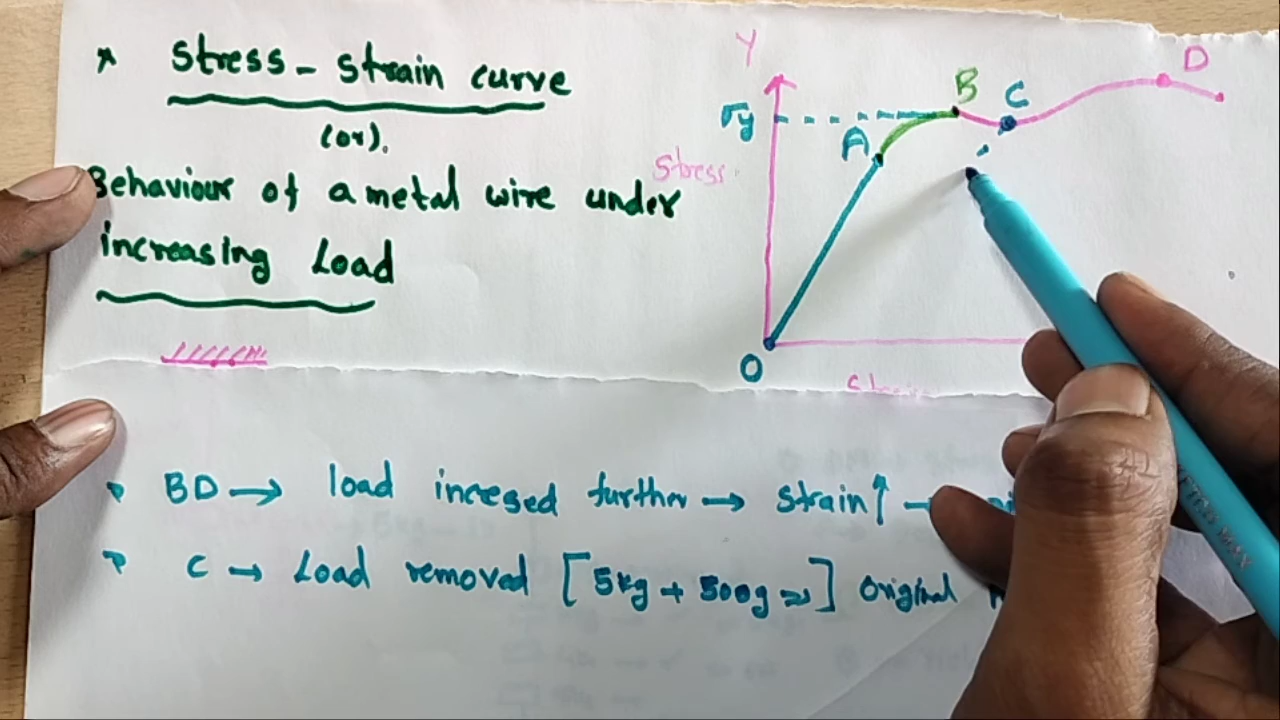 * Stress - Strain curve
(or).
Behaviour of a metal wire under
increasing Load
Y
σy
Stress
A
B
C
D
O
Strain
BD → load incresed further → Strain↑ →
C → Load removed [5kg + 500g ≈] Original